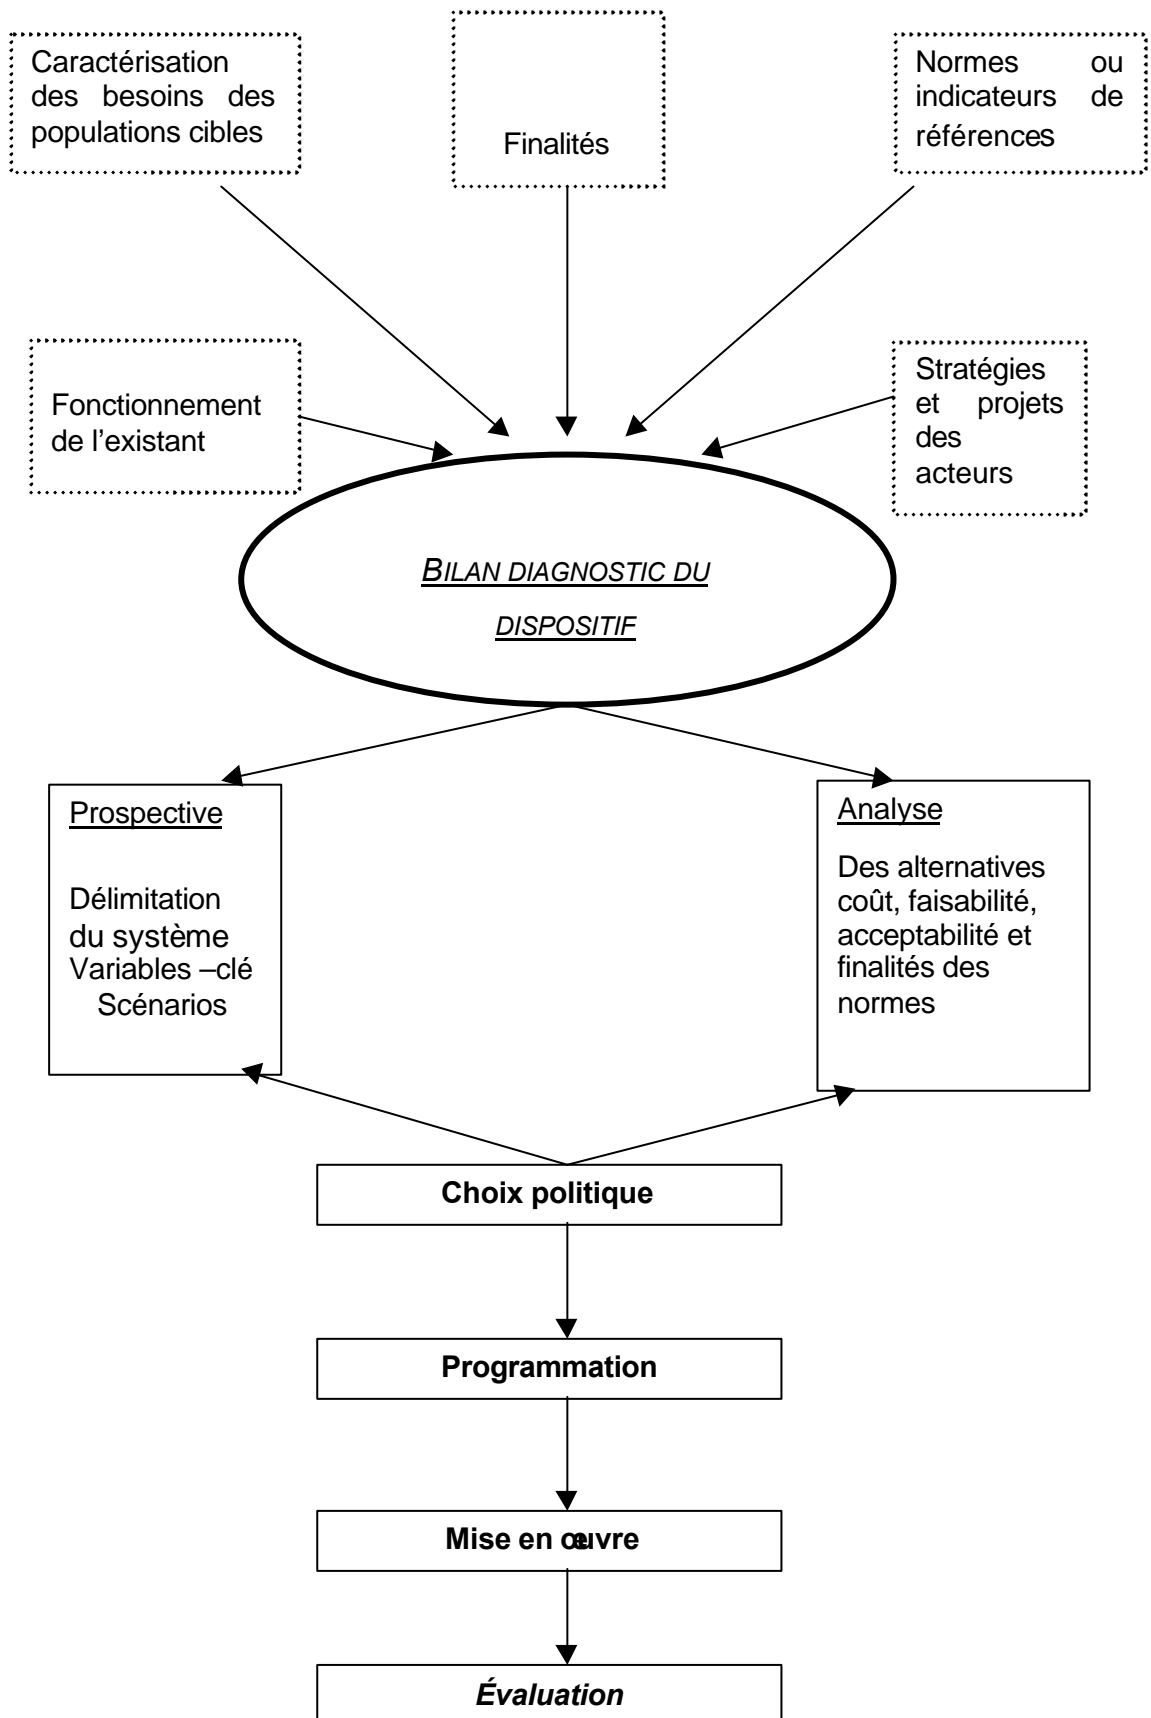 Caractérisation
des besoins des
populations cibles
Finalités
Normes ou
indicateurs de
références
Fonctionnement
de l'existant
Stratégies
et projets
des
acteurs
BILAN DIAGNOSTIC DU
DISPOSITIF
Prospective
Délimitation
du système
Variables –clé
Scénarios
Analyse
Des alternatives
coût, faisabilité,
acceptabilité et
finalités des
normes
Choix politique
Programmation
Mise en œuvre
Évaluation